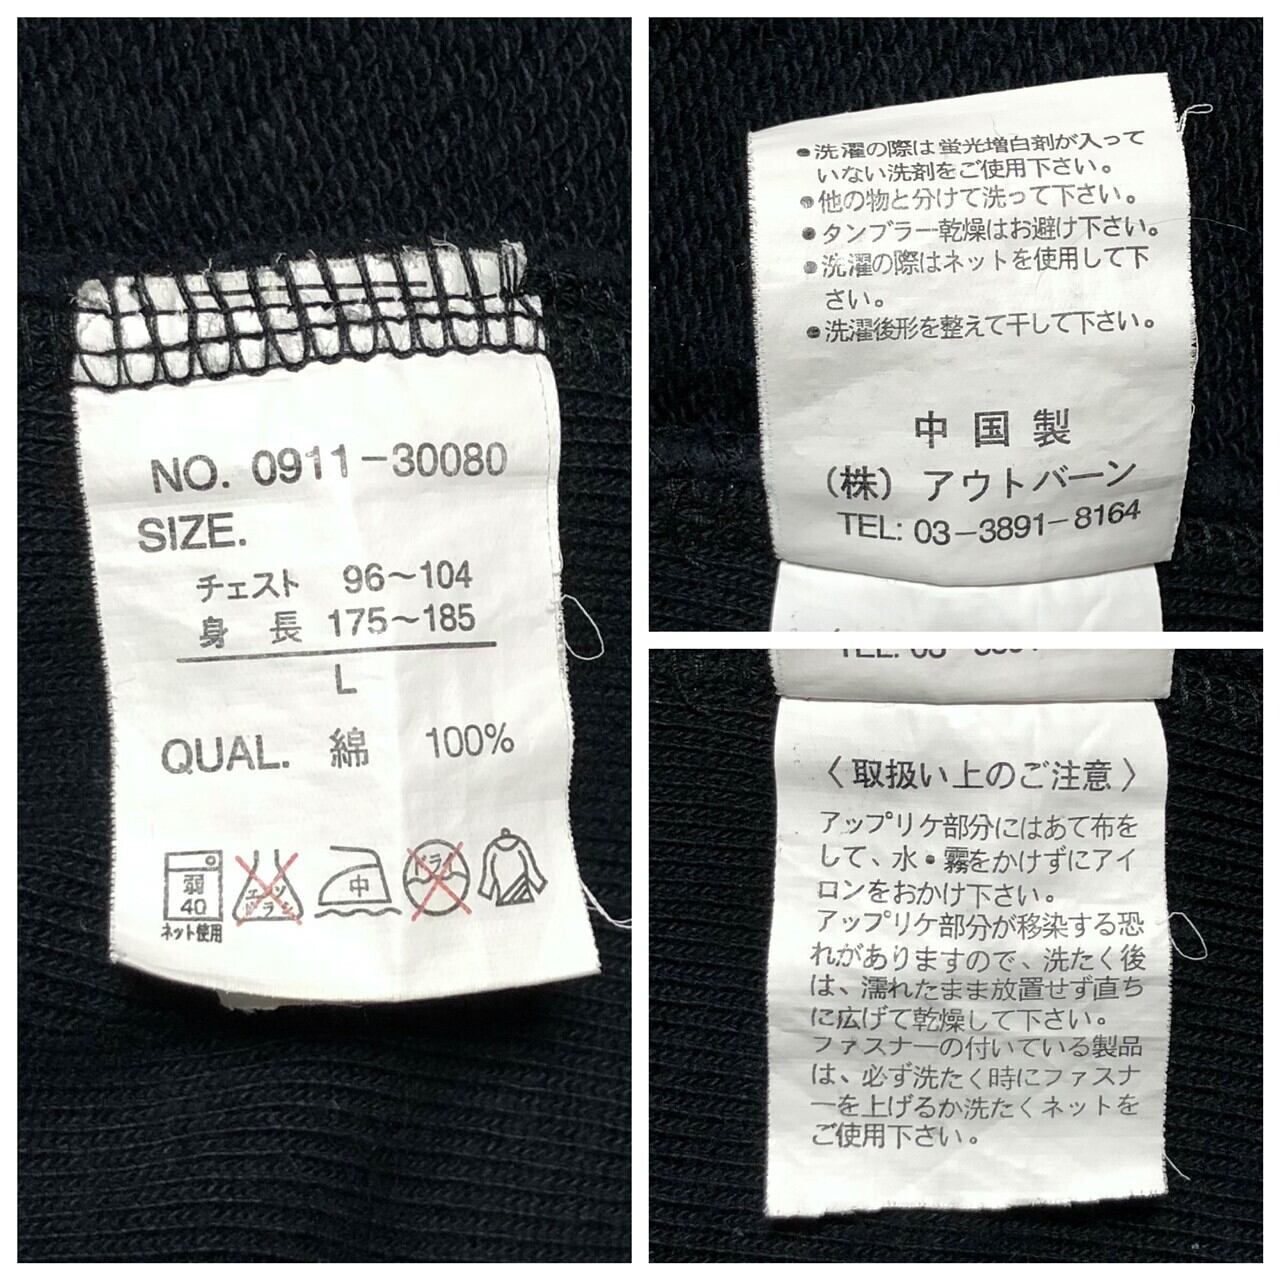 NO. 0911-30080
SIZE.
チェスト 96～104
身 長 175～185
L
QUAL. 綿 100%
弱
40
ネット使用
エンソ
サラシ
中
ドライ
●洗濯の際は蛍光増白剤が入って
いない洗剤をご使用下さい。
●他の物と分けて洗って下さい。
●タンブラー乾燥はお避け下さい。
●洗濯の際はネットを使用して下
さい。
●洗濯後形を整えて干して下さい。
中 国 製
(株) アウトバーン
TEL: 03-3891-8164
〈取扱い上のご注意〉
アップリケ部分にはあて布を
して、水・霧をかけずにアイ
ロンをおかけ下さい。
アップリケ部分が移染する恐
れがありますので、洗たく後
は、濡れたまま放置せず直ち
に広げて乾燥して下さい。
ファスナーの付いている製品
は、必ず洗たく時にファスナ
ーを上げるか洗たくネットを
ご使用下さい。